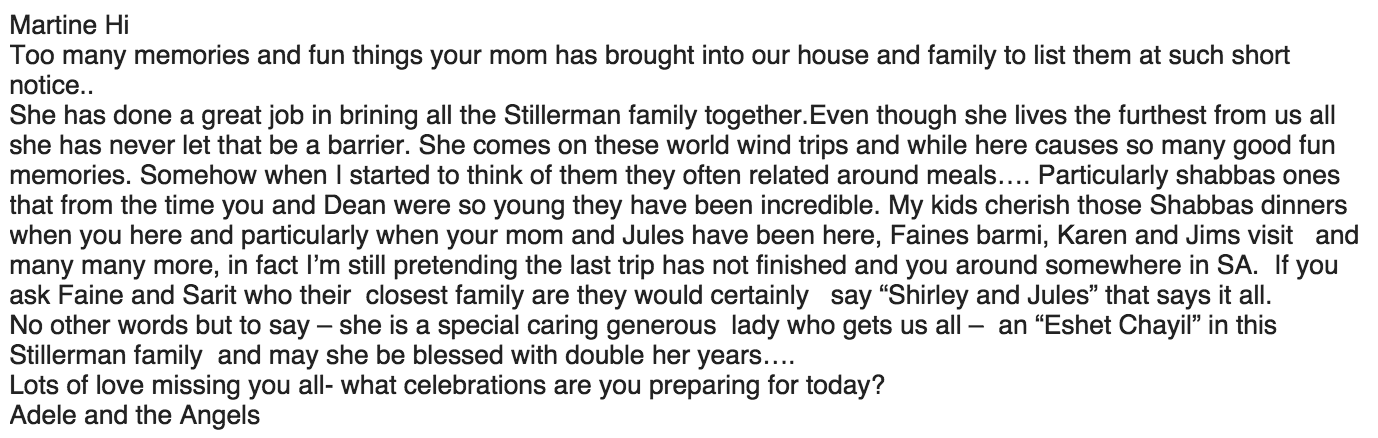 Martine Hi
Too many memories and fun things your mom has brought into our house and family to list them at such short
notice..
She has done a great job in brining all the Stillerman family together.Even though she lives the furthest from us all
she has never let that be a barrier. She comes on these world wind trips and while here causes so many good fun
memories. Somehow when I started to think of them they often related around meals…. Particularly shabbas ones
that from the time you and Dean were so young they have been incredible. My kids cherish those Shabbas dinners
when you here and particularly when your mom and Jules have been here, Faines barmi, Karen and Jims visit   and
many many more, in fact I’m still pretending the last trip has not finished and you around somewhere in SA.  If you
ask Faine and Sarit who their  closest family are they would certainly   say “Shirley and Jules” that says it all.
No other words but to say – she is a special caring generous  lady who gets us all –  an “Eshet Chayil” in this
Stillerman family  and may she be blessed with double her years….
Lots of love missing you all- what celebrations are you preparing for today?
Adele and the Angels